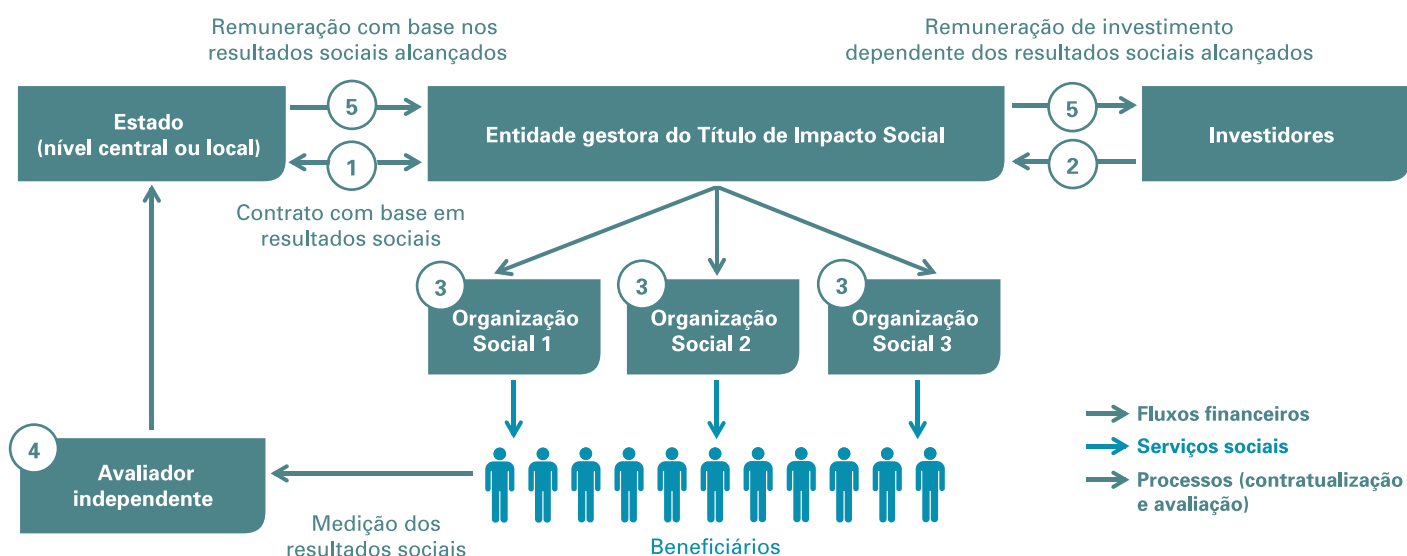 Remuneração com base nos
resultados sociais alcançados
Remuneração de investimento
dependente dos resultados sociais alcançados
Estado
(nível central ou local)
5
1
Entidade gestora do Título de Impacto Social
5
2
Investidores
Contrato com base em
resultados sociais
3
Organização
Social 1
3
Organização
Social 2
3
Organização
Social 3
Fluxos financeiros
Serviços sociais
Processos (contratualização
e avaliação)
4
Avaliador
independente
Medição dos
resultados sociais
Beneficiários